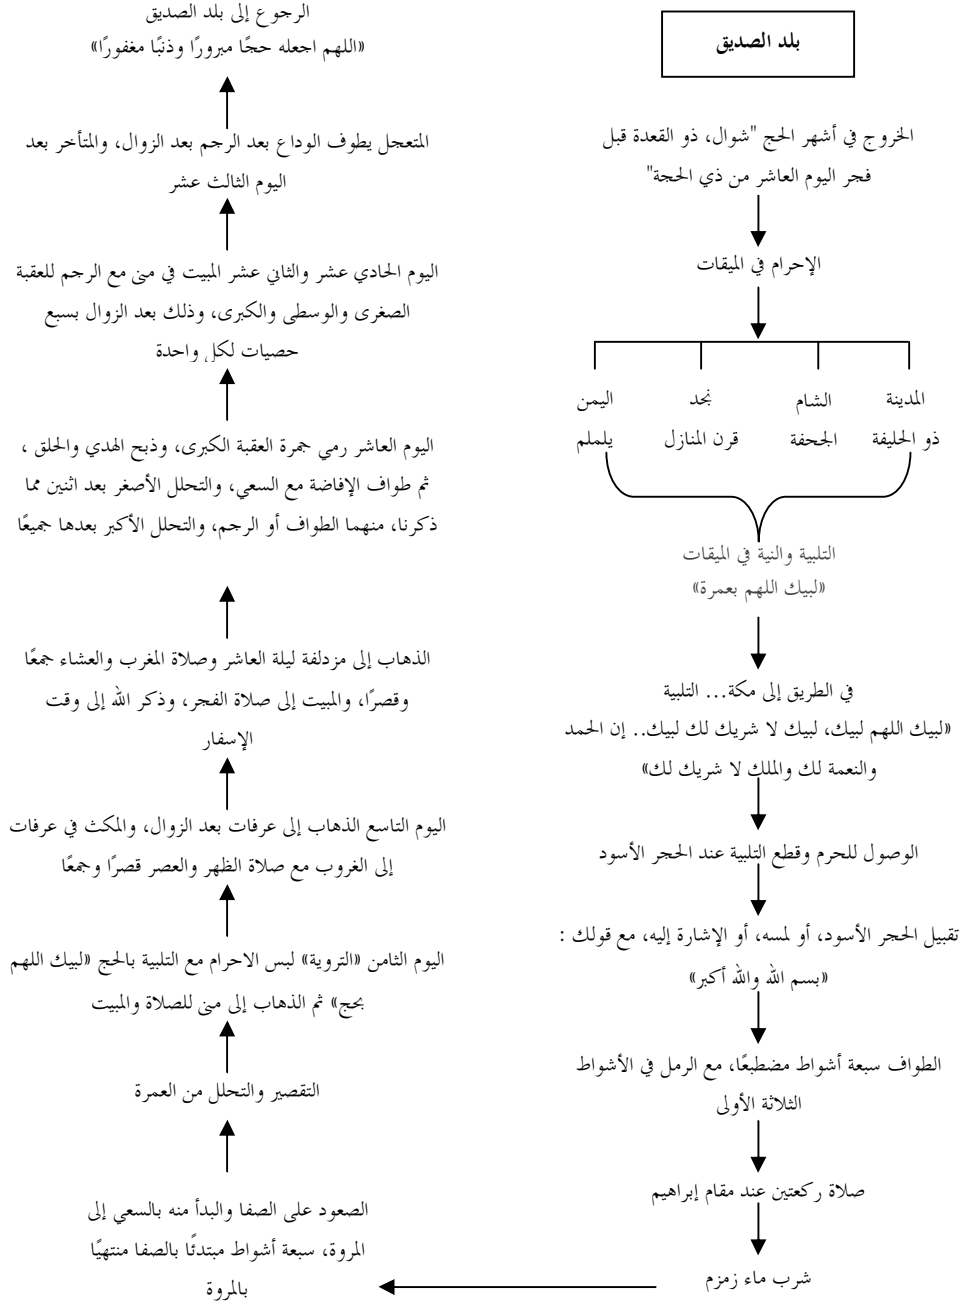 بلد الصديق
الخروج في أشهر الحج "شوال، ذو القعدة قبل
فجر اليوم العاشر من ذي الحجة"
الإحرام في الميقات
المدينة
ذو الحليفة
الشام
الجحفة
نجد
قرن المنازل
اليمن
يلملم
التلبية والنية في الميقات
«لبيك اللهم بعمرة»
في الطريق إلى مكة... التلبية
«لبيك اللهم لبيك، لبيك لا شريك لك لبيك.. إن الحمد
والنعمة لك والملك لا شريك لك»
الوصول للحرم وقطع التلبية عند الحجر الأسود
تقبيل الحجر الأسود، أو لمسه، أو الإشارة إليه، مع قولك :
«بسم الله والله أكبر»
الطواف سبعة أشواط مضطبعًا، مع الرمل في الأشواط
الثلاثة الأولى
صلاة ركعتين عند مقام إبراهيم
شرب ماء زمزم
الصعود على الصفا والبدأ منه بالسعي إلى
المروة، سبعة أشواط مبتدئًا بالصفا منتهيًا
بالمروة
التقصير والتحلل من العمرة
اليوم الثامن «التروية» لبس الاحرام مع التلبية بالحج «لبيك اللهم
بحج» ثم الذهاب إلى منى للصلاة والمبيت
اليوم التاسع الذهاب إلى عرفات بعد الزوال، والمكث في عرفات
إلى الغروب مع صلاة الظهر والعصر قصرًا وجمعًا
الذهاب إلى مزدلفة ليلة العاشر وصلاة المغرب والعشاء جمعًا
وقصرًا، والمبيت إلى صلاة الفجر، وذكر الله إلى وقت
الإسفار
اليوم العاشر رمي جمرة العقبة الكبرى، وذبح الهدي والحلق ،
ثم طواف الإفاضة مع السعي، والتحلل الأصغر بعد اثنين مما
ذكرنا، منهما الطواف أو الرجم، والتحلل الأكبر بعدها جميعًا
اليوم الحادي عشر والثاني عشر المبيت في منى مع الرجم للعقبة
الصغرى والوسطى والكبرى، وذلك بعد الزوال بسبع
حصيات لكل واحدة
المتعجل يطوف الوداع بعد الرجم بعد الزوال، والمتأخر بعد
اليوم الثالث عشر
الرجوع إلى بلد الصديق
«اللهم اجعله حجًا مبرورًا وذنبًا مغفورًا»